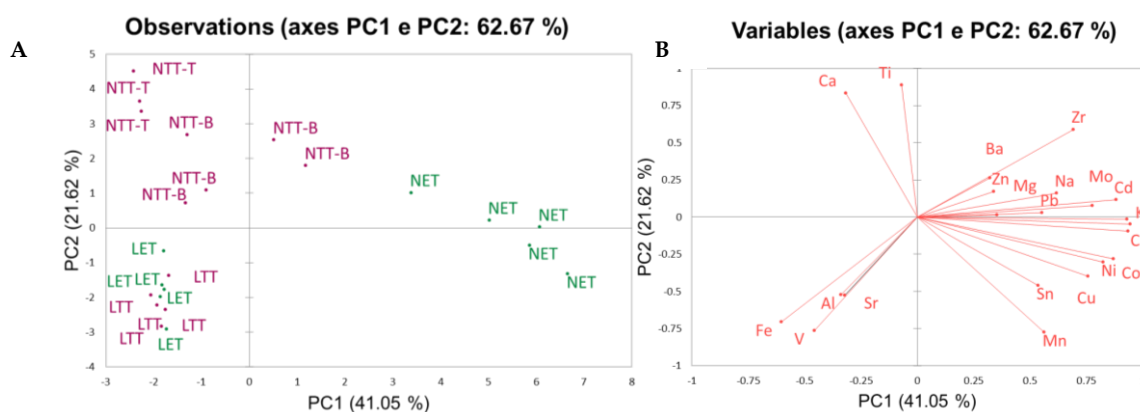 A
Observations (axes PC1 e PC2: 62.67 %)
5
4
3
2
1
0
-1
-2
-3
-4
PC2 (21.62 %)
NTT-T
NTT-T
NTT-T
NTT-B
NTT-B
NTT-B
NTT-B
NTT-B
NET
NET
NET
NET
NET
LET
LET
LET
LET
LET
LTT
LTT
LTT
LTT
LTT
-3 -2 -1 0 1 2 3 4 5 6 7 8
PC1 (41.05 %)
B
Variables (axes PC1 e PC2: 62.67 %)
1
0.75
0.5
0.25
0
-0.25
-0.5
-0.75
-1
PC2 (21.62 %)
Ca
Ti
Zr
Ba
Zn
Mg
Na
Mo
Cd
Pb
K
C
Ni
Co
Cu
Sn
Mn
Al
Sr
Fe
V
-1 -0.75 -0.5 -0.25 0 0.25 0.5 0.75
PC1 (41.05 %)